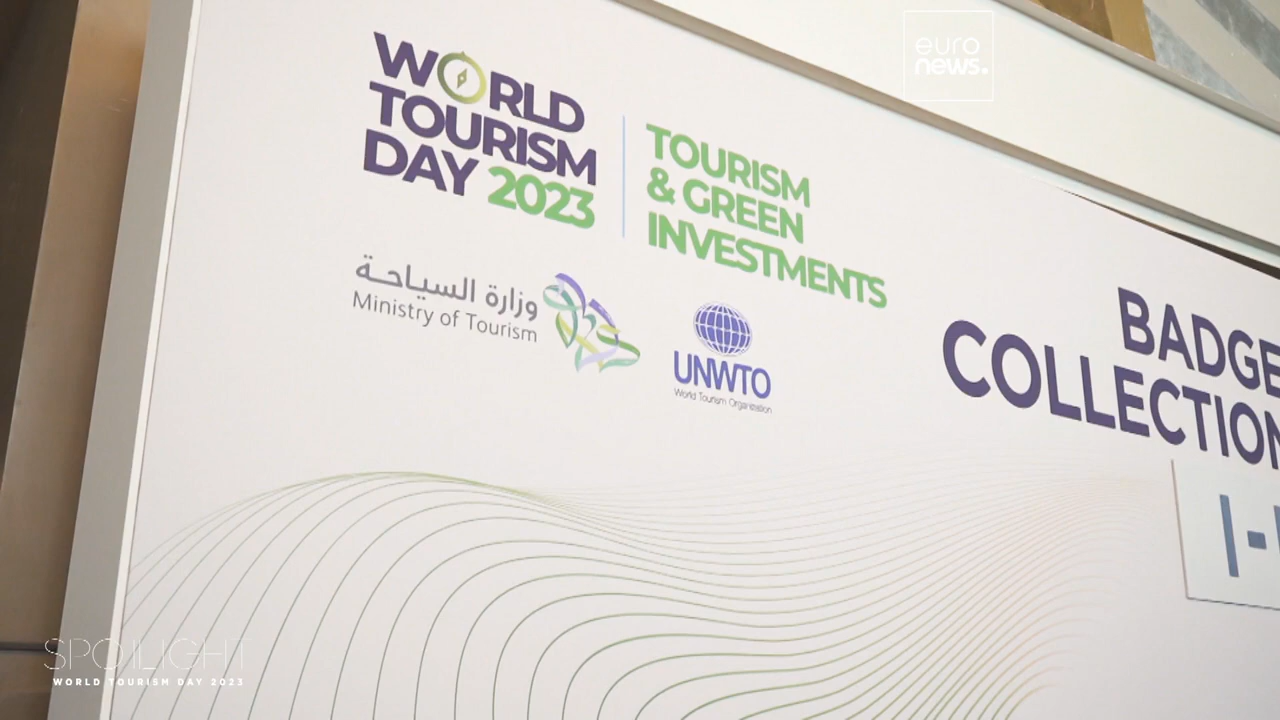 euro
news.
WORLD
TOURISM
DAY 2023
TOURISM
& GREEN
INVESTMENTS
وزارة السياحة
Ministry of Tourism
UNWTO
World Tourism Organization
BADGE
COLLECTION
SPOTLIGHT
WORLD TOURISM DAY 2023